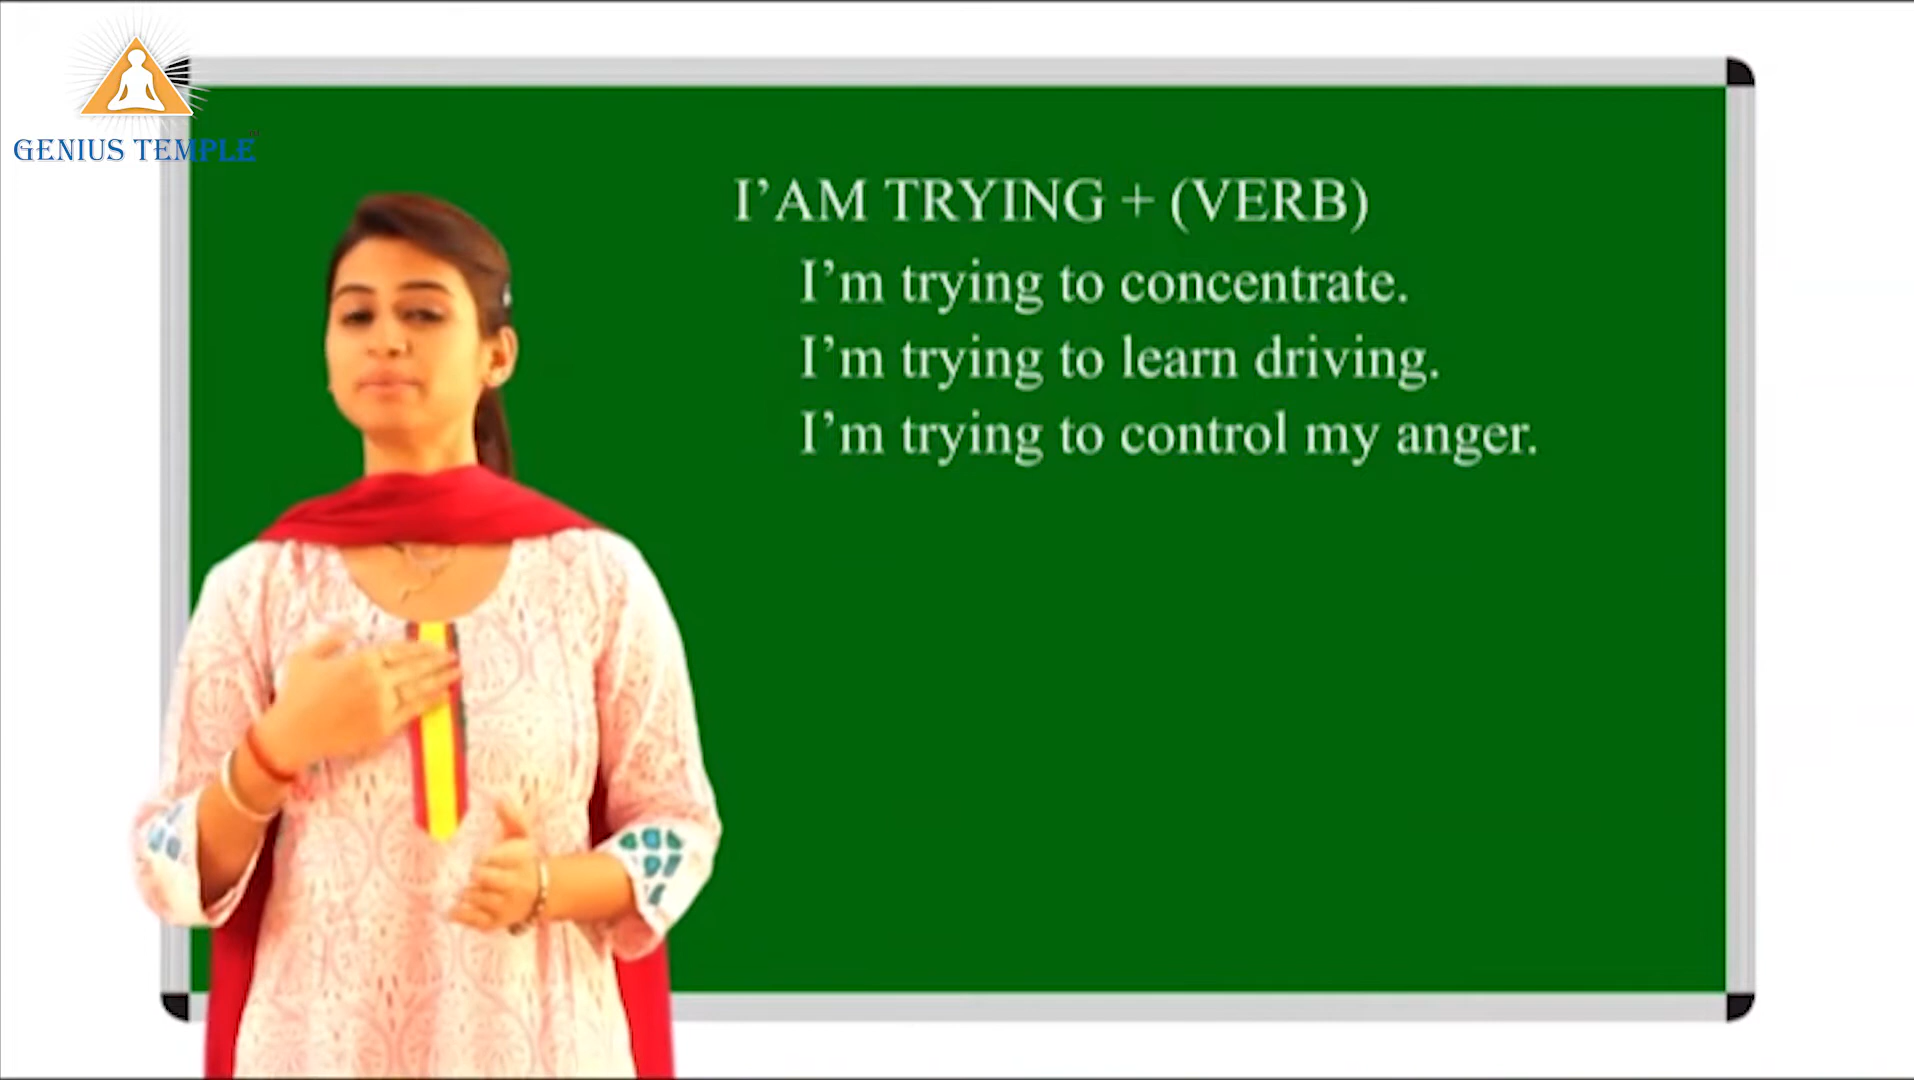 GENIUS TEMPLE
I’AM TRYING + (VERB)
I’m trying to concentrate.
I’m trying to learn driving.
I’m trying to control my anger.